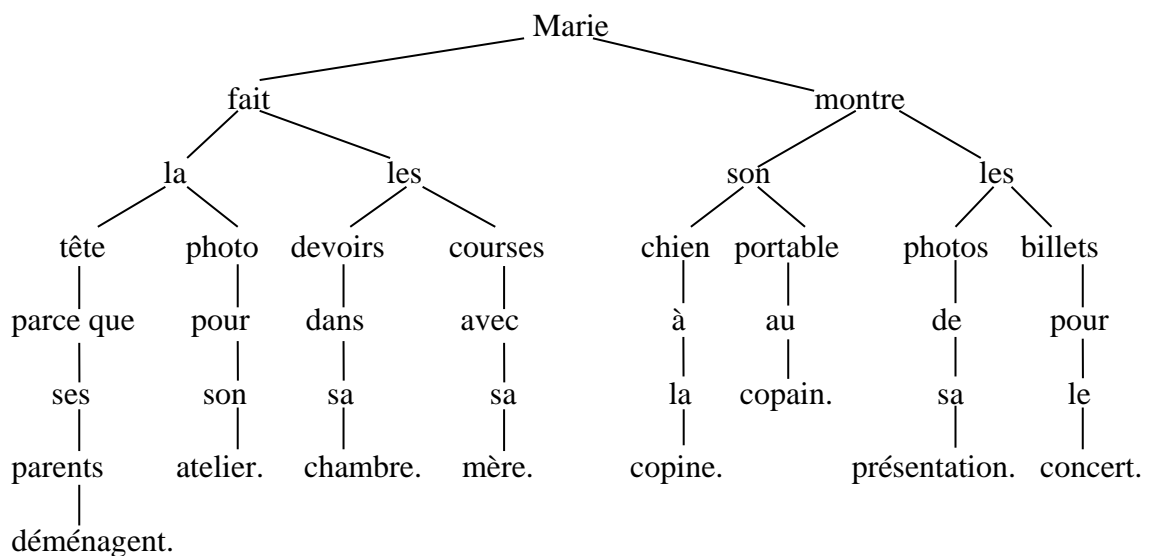 Marie
fait montre
la les son les
tête photo devoirs courses chien portable photos billets
parce que pour dans avec à au de pour
ses son sa sa la copain. sa le
parents atelier. chambre. mère. copine. présentation. concert.
déménagent.